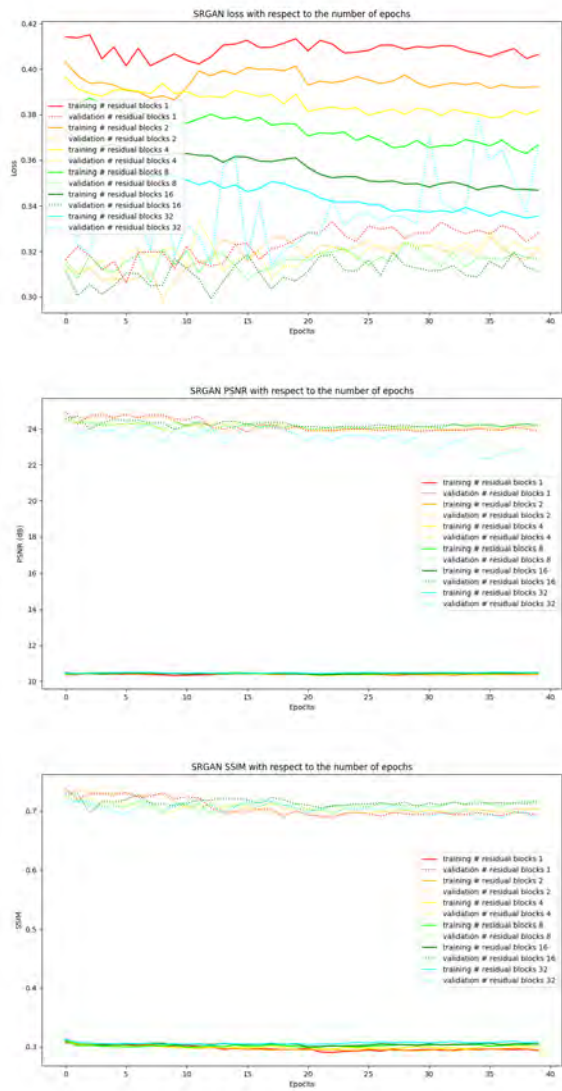 SRGAN loss with respect to the number of epochs
0.42
0.40
0.38
0.36
0.34
0.32
0.30
Loss
training # residual blocks 1
validation # residual blocks 1
training # residual blocks 2
validation # residual blocks 2
training # residual blocks 4
validation # residual blocks 4
training # residual blocks 8
validation # residual blocks 8
training # residual blocks 16
validation # residual blocks 16
training # residual blocks 32
validation # residual blocks 32
0 5 10 15 20 25 30 35 40
Epochs
SRGAN PSNR with respect to the number of epochs
24
22
20
18
16
14
12
10
PSNR (dB)
training # residual blocks 1
validation # residual blocks 1
training # residual blocks 2
validation # residual blocks 2
training # residual blocks 4
validation # residual blocks 4
training # residual blocks 8
validation # residual blocks 8
training # residual blocks 16
validation # residual blocks 16
training # residual blocks 32
validation # residual blocks 32
0 5 10 15 20 25 30 35 40
Epochs
SRGAN SSIM with respect to the number of epochs
0.7
0.6
0.5
0.4
0.3
SSIM
training # residual blocks 1
validation # residual blocks 1
training # residual blocks 2
validation # residual blocks 2
training # residual blocks 4
validation # residual blocks 4
training # residual blocks 8
validation # residual blocks 8
training # residual blocks 16
validation # residual blocks 16
training # residual blocks 32
validation # residual blocks 32
0 5 10 15 20 25 30 35 40
Epochs